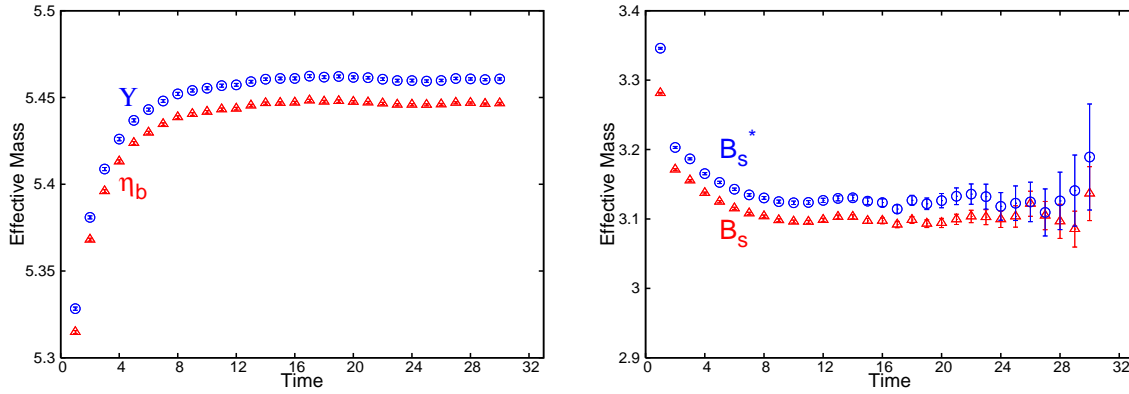 5.5
5.45
5.4
5.35
5.3
Effective Mass
0 4 8 12 16 20 24 28 32
Time
Υ
η_b
3.4
3.3
3.2
3.1
3
2.9
Effective Mass
0 4 8 12 16 20 24 28 32
Time
B_s^*
B_s